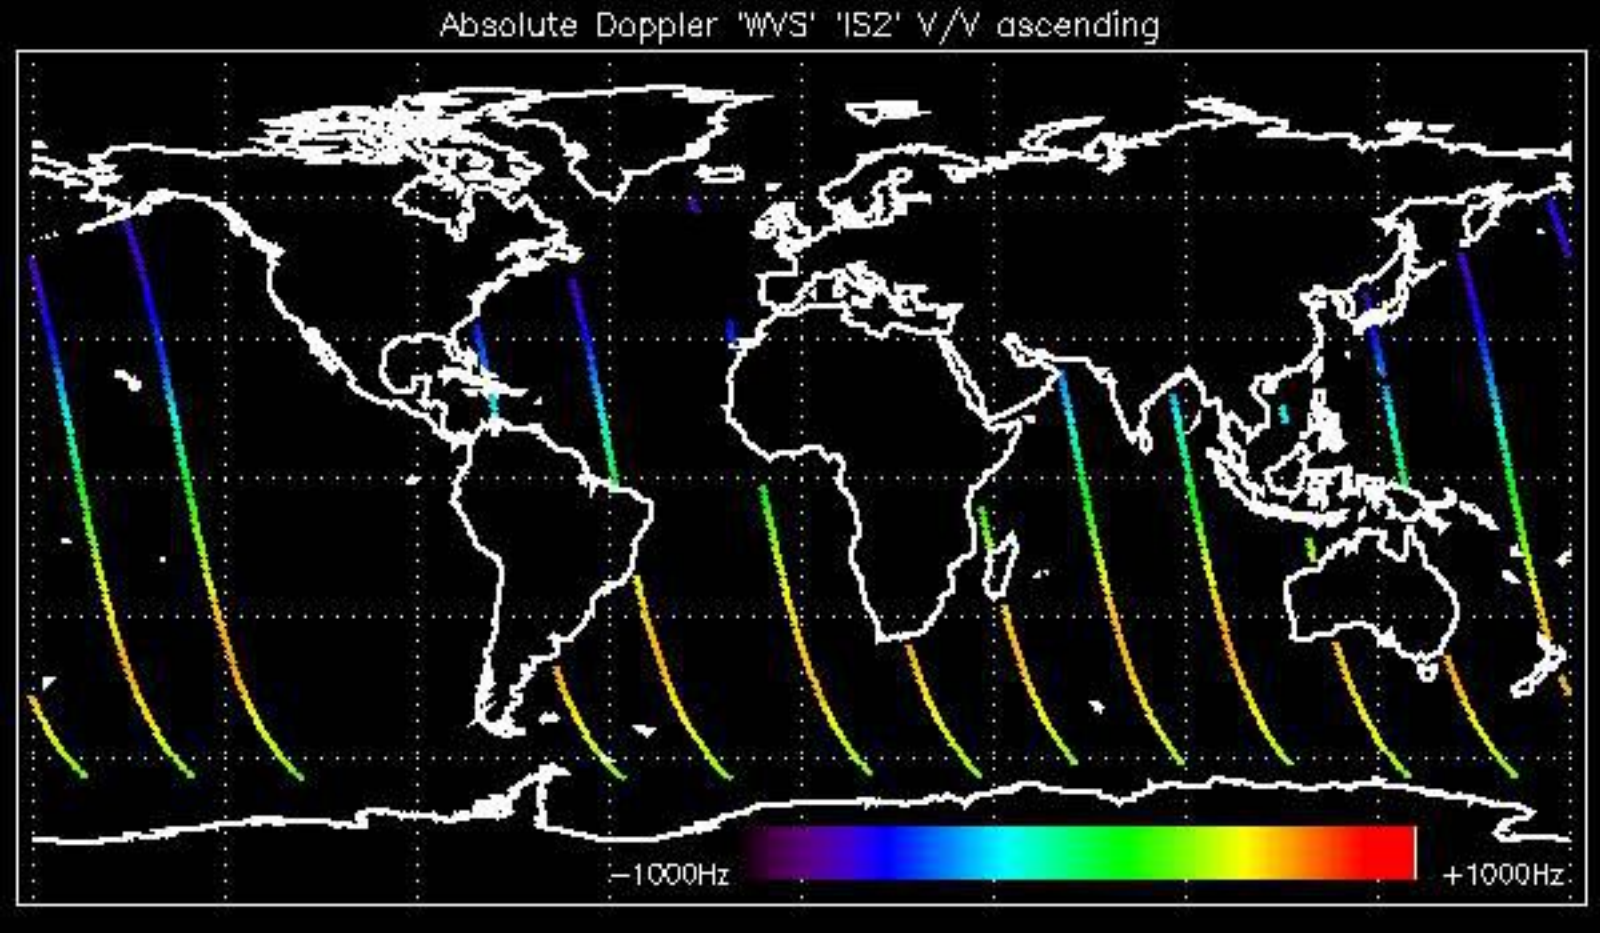 Absolute Doppler 'WVS' 'IS2' V/V ascending
−1000Hz +1000Hz